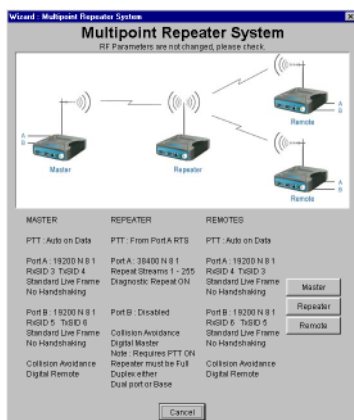 Wizard : Multipoint Repeater System
Multipoint Repeater System
RF Parameters are not changed, please check.
A
B
Master
Repeater
A
B
Remote
A
B
Remote
MASTER
PTT : Auto on Data
Port A : 19200 N 8 1
RxSID 3 TxSID 4
Standard Live Frame
No Handshaking
Port B : 19200 N 8 1
RxSID 5 TxSID 6
Standard Live Frame
No Handshaking
Collision Avoidance
Digital Remote
REPEATER
PTT : From Port A RTS
Port A : 38400 N 8 1
Repeat Streams 1 - 255
Diagnostic Repeat ON
Port B : Disabled
Collision Avoidance
Digital Master
Note : Requires PTT ON
Repeater must be Full
Duplex either
Dual port or Base
REMOTES
PTT : Auto on Data
Port A : 19200 N 8 1
RxSID 4 TxSID 3
Standard Live Frame
No Handshaking
Port B : 19200 N 8 1
RxSID 6 TxSID 5
Standard Live Frame
No Handshaking
Collision Avoidance
Digital Remote
Master
Repeater
Remote
Cancel